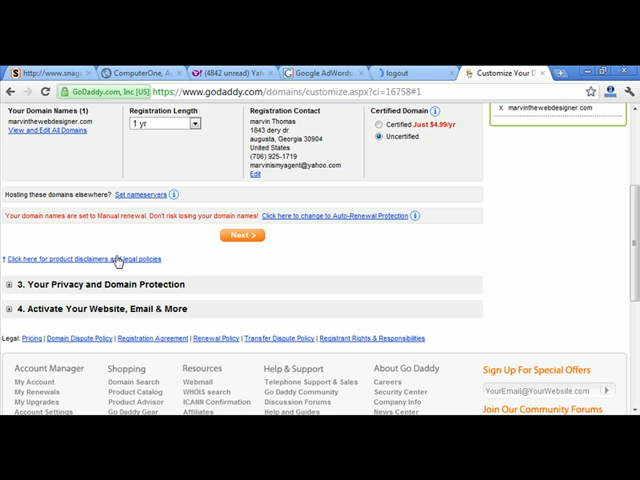 http://www.snag
ComputerOne, A
(4842 unread) Yah
Google AdWords
logout
Customize Your D
GoDaddy.com, Inc [US]
https://www.godaddy.com/domains/customize.aspx?ci=16758#1
Your Domain Names (1)
marvinthewebdesigner.com
View and Edit All Domains
Registration Length
1 yr
Registration Contact
marvin Thomas
1843 dery dr
augusta, Georgia 30904
United States
(706) 925-1719
marvinismyagent@yahoo.com
Edit
Certified Domain
Certified Just $4.99/yr
Uncertified
x marvinthewebdesigner.com
Hosting these domains elsewhere? Set nameservers
Your domain names are set to Manual renewal. Don't risk losing your domain names! Click here to change to Auto-Renewal Protection
Next >
† Click here for product disclaimers and legal policies
3. Your Privacy and Domain Protection
4. Activate Your Website, Email & More
Legal: Pricing | Domain Dispute Policy | Registration Agreement | Renewal Policy | Transfer Dispute Policy | Registrant Rights & Responsibilities
Account Manager
My Account
My Renewals
My Upgrades
Account Settings
Shopping
Domain Search
Product Catalog
Product Advisor
Go Daddy Gear
Resources
Webmail
WHOIS search
ICANN Confirmation
Affiliates
Help & Support
Telephone Support & Sales
Go Daddy Community
Discussion Forums
Help and Guides
About Go Daddy
Careers
Security Center
Company Info
News Center
Sign Up For Special Offers
YourEmail@YourWebsite.com
Join Our Community Forums